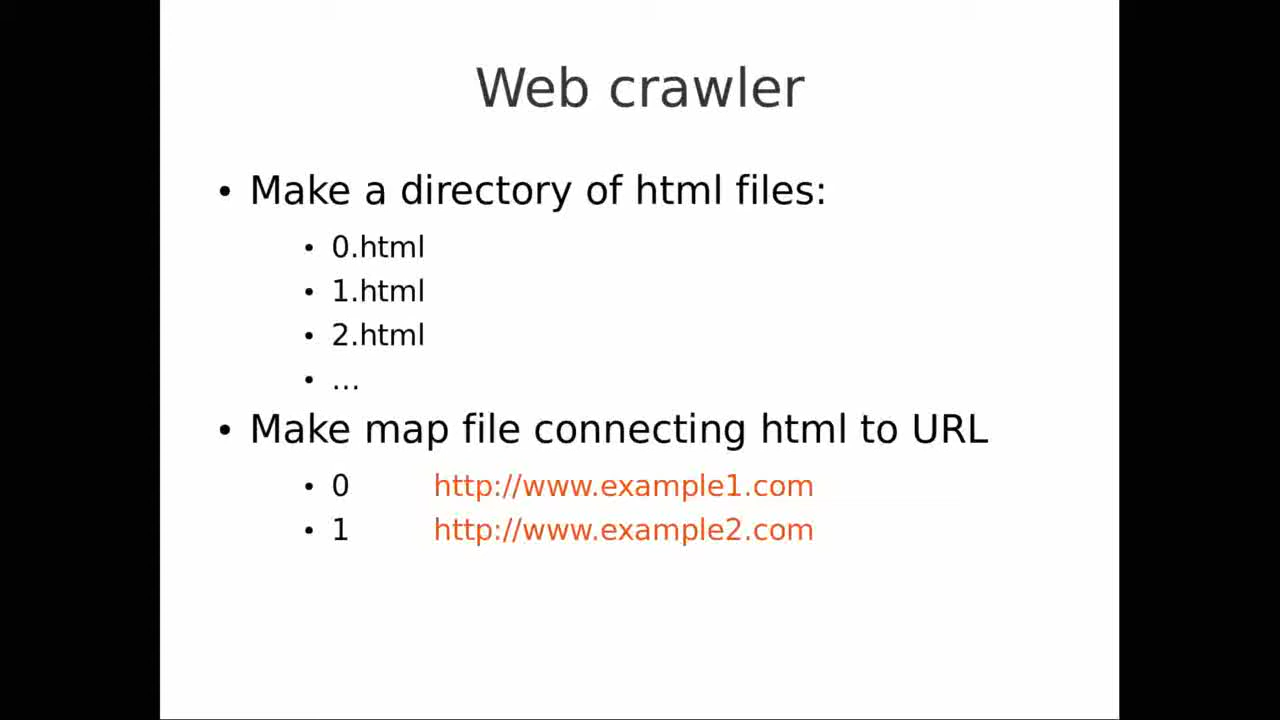 Web crawler
• Make a directory of html files:
• 0.html
• 1.html
• 2.html
• ...
• Make map file connecting html to URL
• 0 http://www.example1.com
• 1 http://www.example2.com